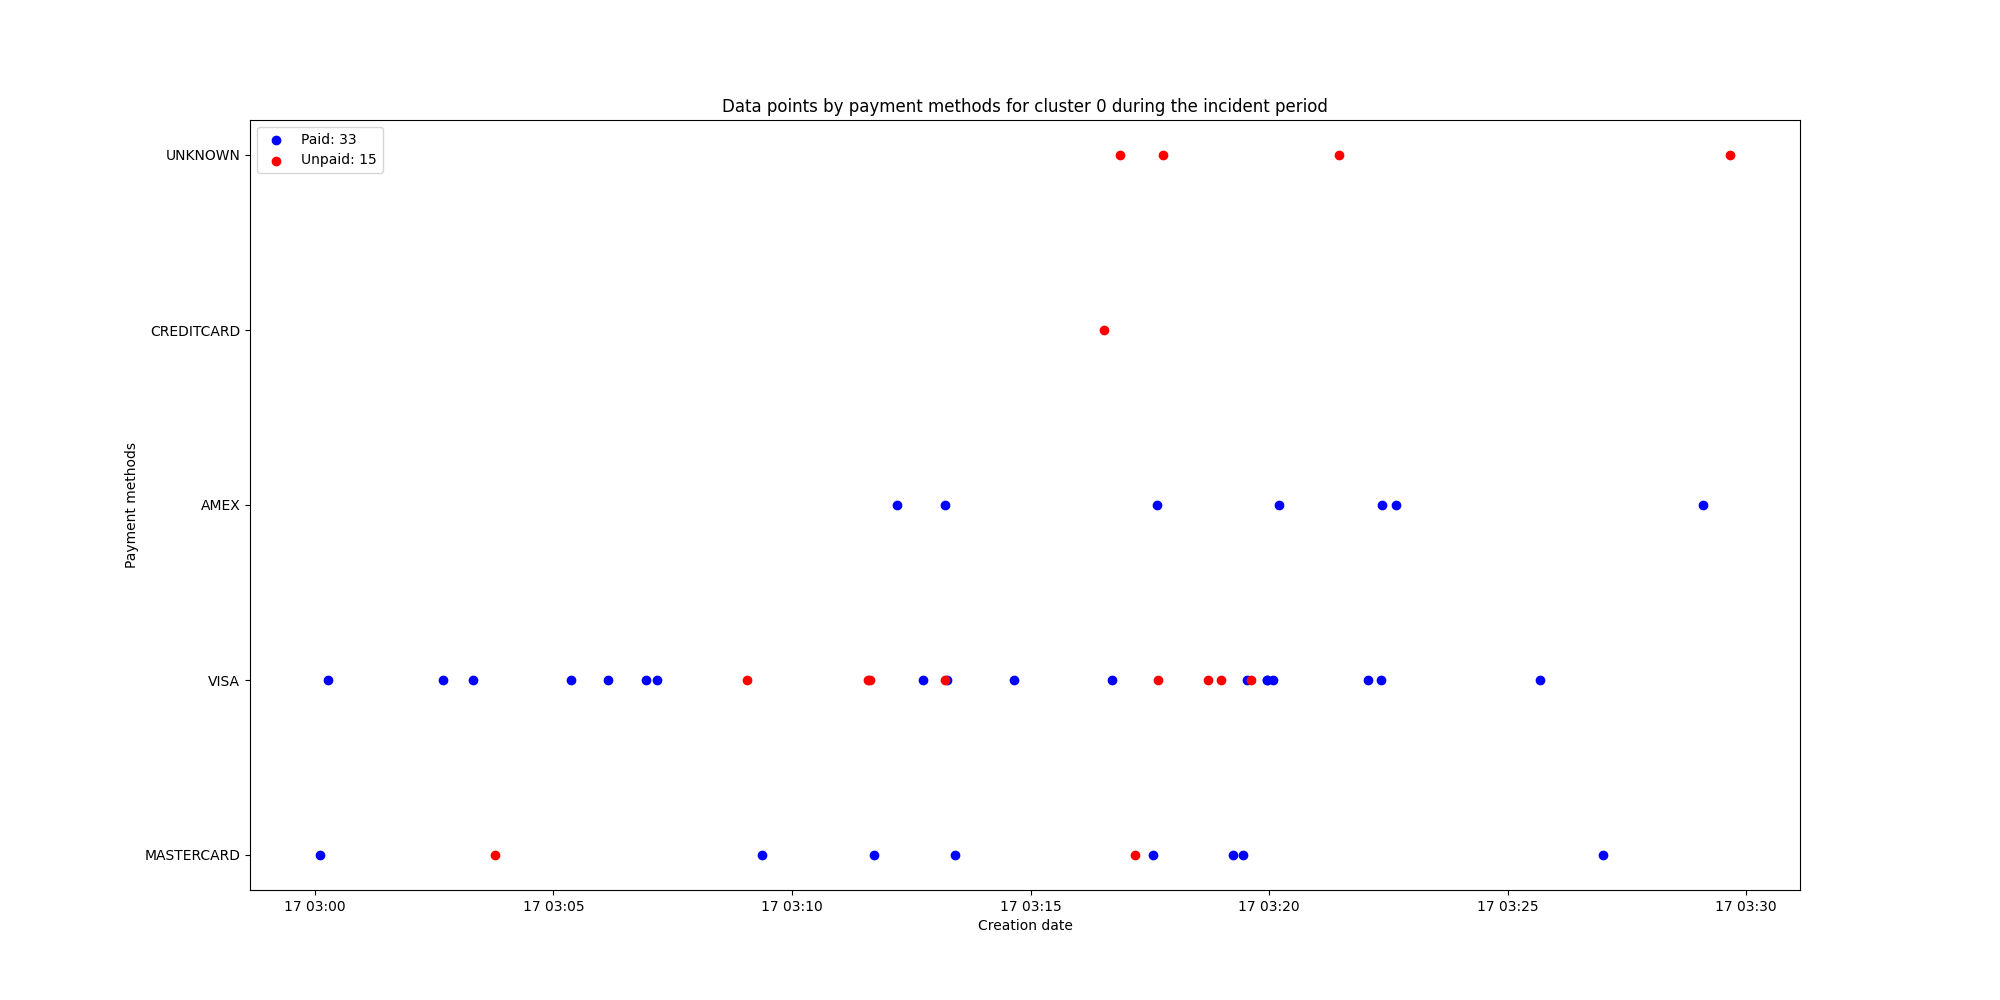 Data points by payment methods for cluster 0 during the incident period
Paid: 33
Unpaid: 15
UNKNOWN
CREDITCARD
AMEX
VISA
MASTERCARD
Payment methods
17 03:00 17 03:05 17 03:10 17 03:15 17 03:20 17 03:25 17 03:30
Creation date